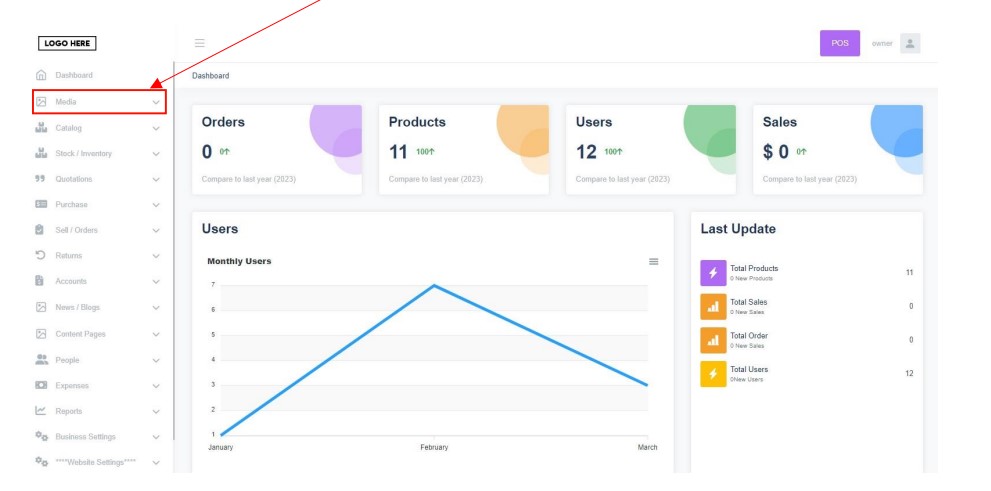 LOGO HERE
POS
owner
Dashboard
Media
Catalog
Stock / Inventory
Quotations
Purchase
Sell / Orders
Returns
Accounts
News / Blogs
Content Pages
People
Expenses
Reports
Business Settings
****Website Settings****
Dashboard
Orders
0 0↑
Compare to last year (2023)
Products
11 100↑
Compare to last year (2023)
Users
12 100↑
Compare to last year (2023)
Sales
$ 0 0↑
Compare to last year (2023)
Users
Monthly Users
7
6
5
4
3
2
1
January February March
Last Update
Total Products
0 New Products
11
Total Sales
0 New Sales
0
Total Order
0 New Sales
0
Total Users
0New Users
12